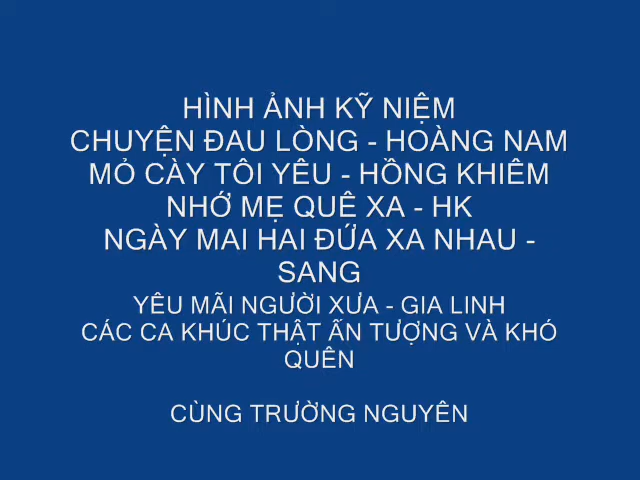 HÌNH ẢNH KỸ NIỆM
CHUYỆN ĐAU LÒNG - HOÀNG NAM
MỎ CÀY TÔI YÊU - HỒNG KHIÊM
NHỚ MẸ QUÊ XA - HK
NGÀY MAI HAI ĐỨA XA NHAU -
SANG
YÊU MÃI NGƯỜI XƯA - GIA LINH
CÁC CA KHÚC THẬT ẤN TƯỢNG VÀ KHÓ
QUÊN
CÙNG TRƯỜNG NGUYÊN